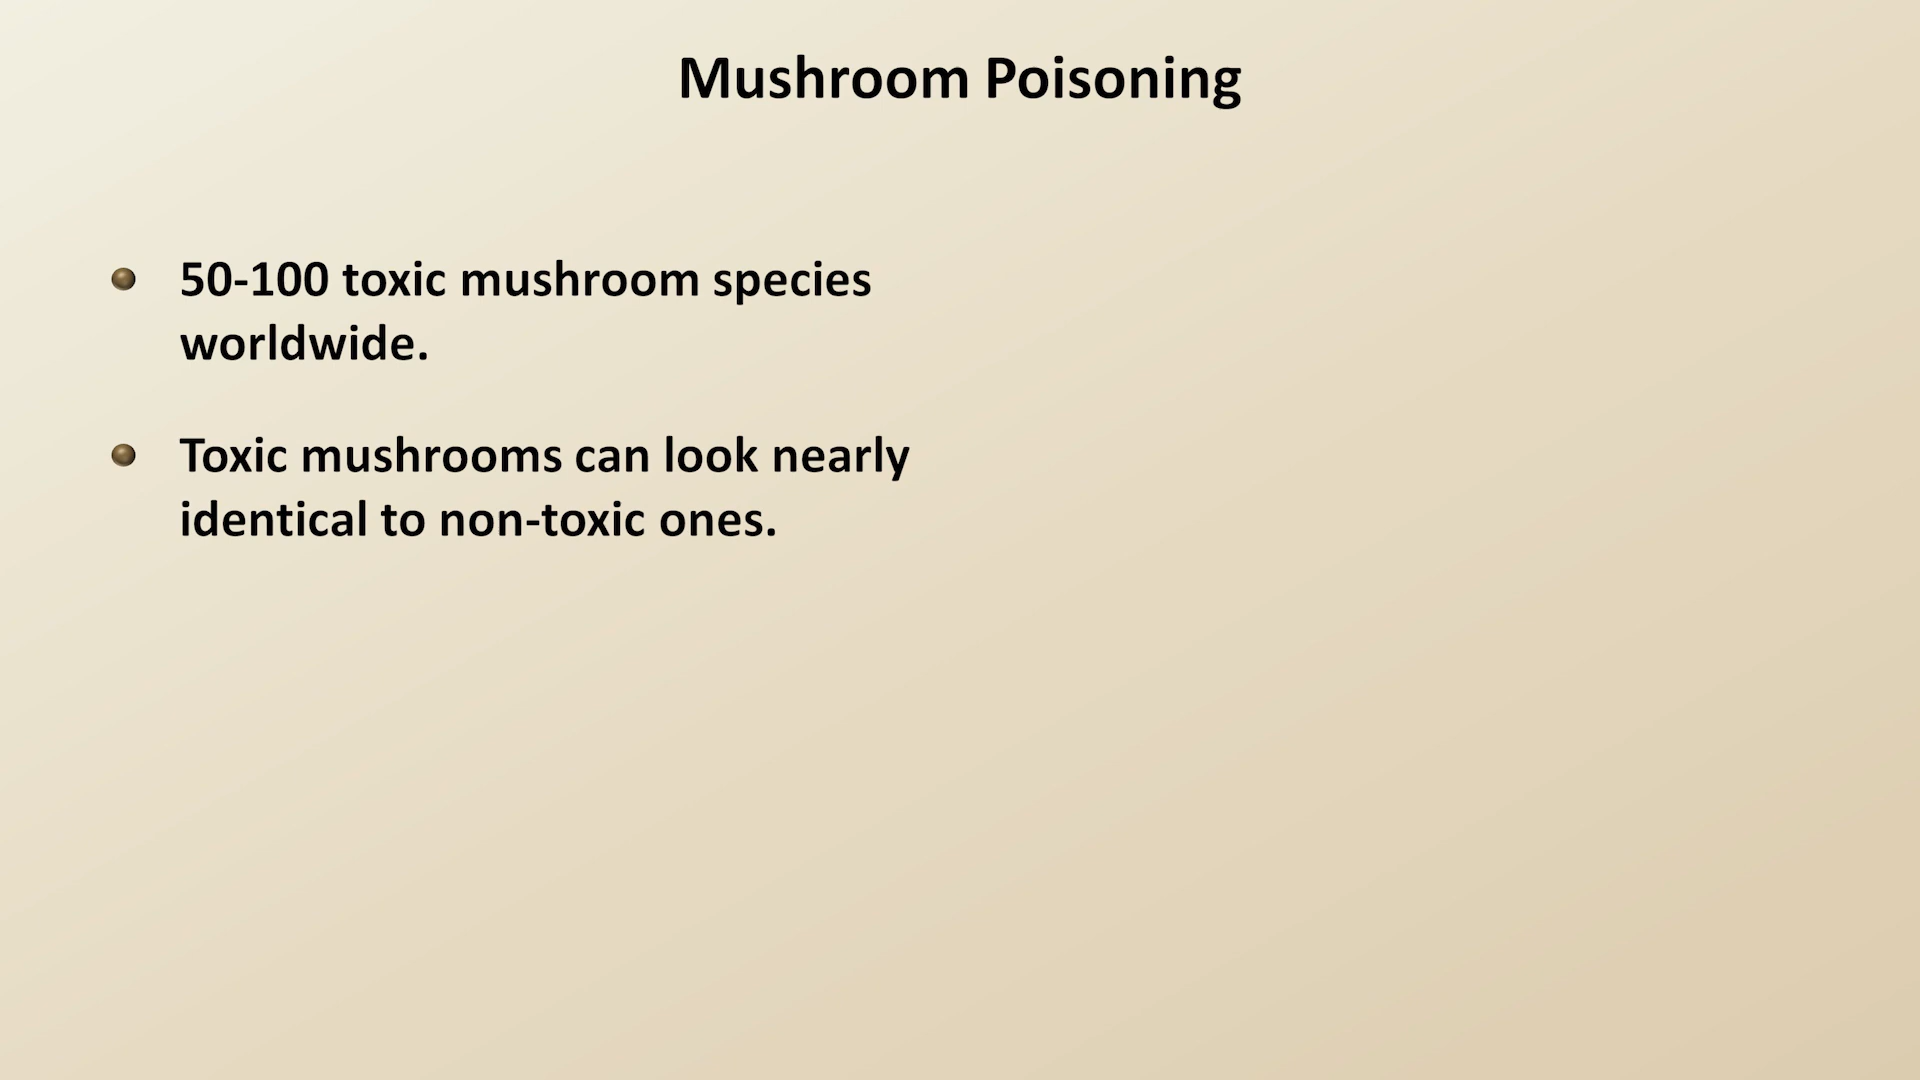 Mushroom Poisoning
50-100 toxic mushroom species
worldwide.
Toxic mushrooms can look nearly
identical to non-toxic ones.